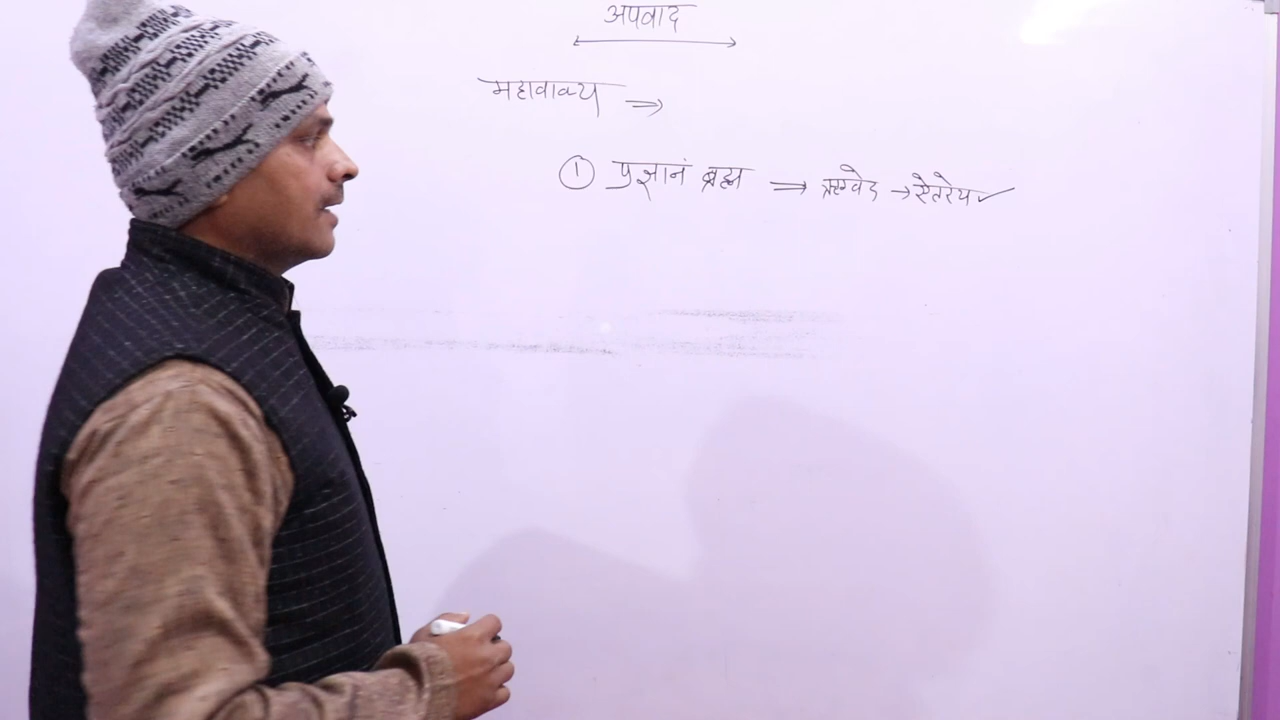 अपवाद
महावाक्य ⇒
① प्रज्ञानं ब्रह्म ⇒ ऋग्वेद → ऐतरेय ✓